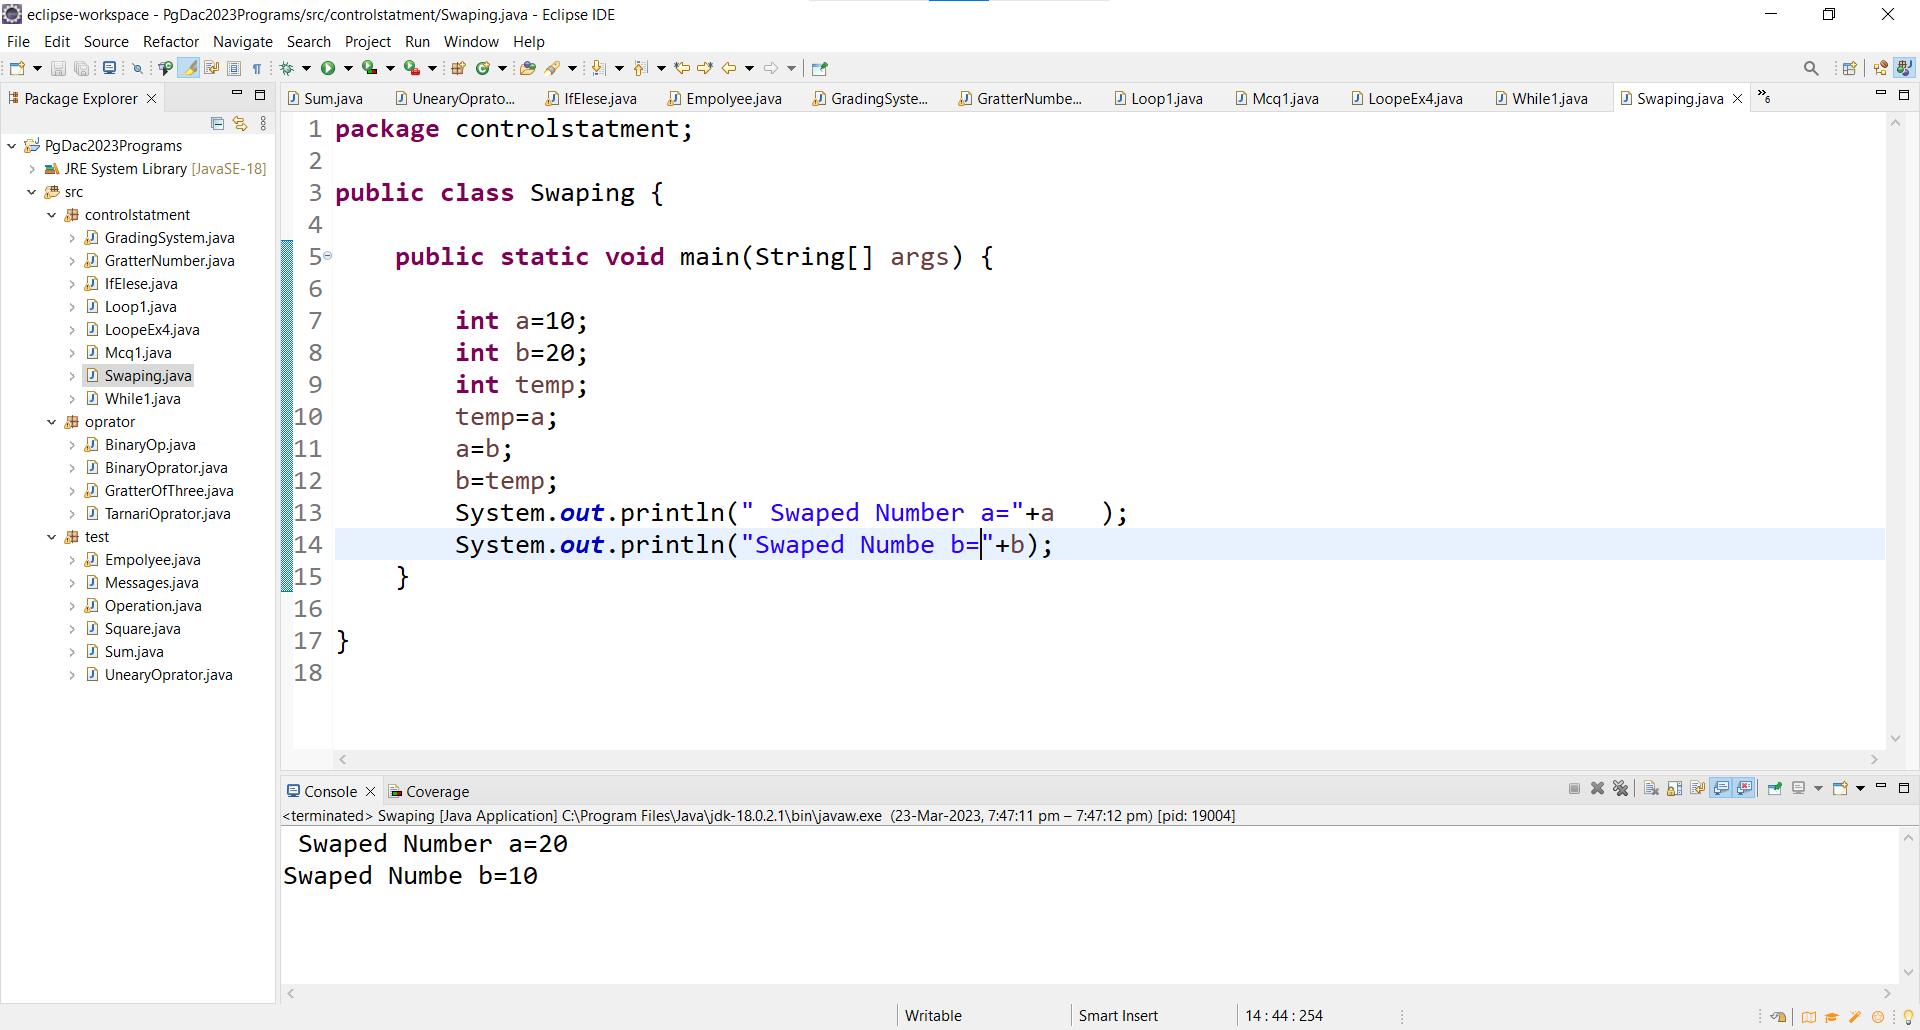 eclipse-workspace - PgDac2023Programs/src/controlstatment/Swaping.java - Eclipse IDE
File Edit Source Refactor Navigate Search Project Run Window Help
Package Explorer
Sum.java UnearyOprato... IfElese.java Empolyee.java GradingSyste... GratterNumbe... Loop1.java Mcq1.java LoopeEx4.java While1.java Swaping.java »6
PgDac2023Programs
JRE System Library [JavaSE-18]
src
controlstatment
GradingSystem.java
GratterNumber.java
IfElese.java
Loop1.java
LoopeEx4.java
Mcq1.java
Swaping.java
While1.java
oprator
BinaryOp.java
BinaryOprator.java
GratterOfThree.java
TarnariOprator.java
test
Empolyee.java
Messages.java
Operation.java
Square.java
Sum.java
UnearyOprator.java
1 package controlstatment;
2
3 public class Swaping {
4
5 public static void main(String[] args) {
6
7 int a=10;
8 int b=20;
9 int temp;
10 temp=a;
11 a=b;
12 b=temp;
13 System.out.println(" Swaped Number a="+a   );
14 System.out.println("Swaped Numbe b="+b);
15 }
16
17 }
18
Console Coverage
<terminated> Swaping [Java Application] C:\Program Files\Java\jdk-18.0.2.1\bin\javaw.exe (23-Mar-2023, 7:47:11 pm – 7:47:12 pm) [pid: 19004]
Swaped Number a=20
Swaped Numbe b=10
Writable Smart Insert 14 : 44 : 254